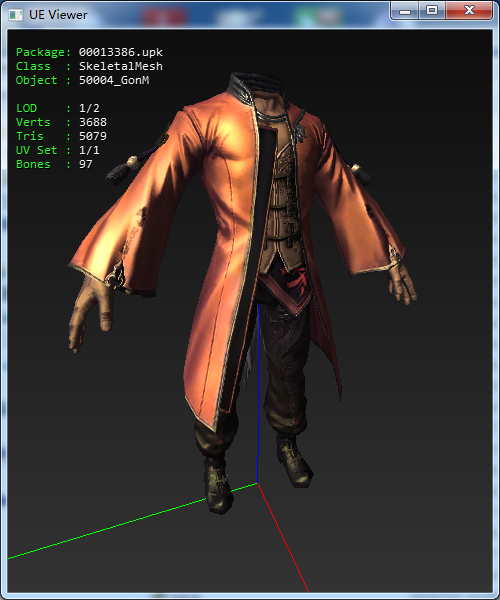 UE Viewer
Package: 00013386.upk
Class : SkeletalMesh
Object : 50004_GonM
LOD : 1/2
Verts : 3688
Tris : 5079
UV Set : 1/1
Bones : 97